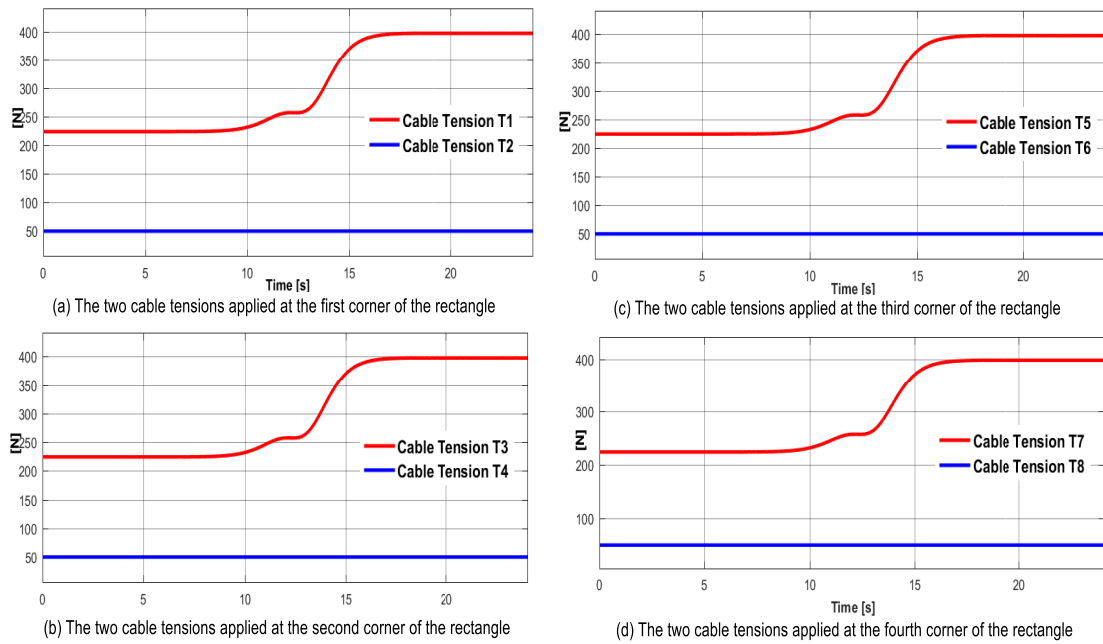 400
350
300
[N]
250
200
150
100
50
Cable Tension T1
Cable Tension T2
0 5 10 15 20
Time [s]
(a) The two cable tensions applied at the first corner of the rectangle
400
350
300
[N]
250
200
150
100
50
Cable Tension T3
Cable Tension T4
0 5 10 15 20
(b) The two cable tensions applied at the second corner of the rectangle
400
350
300
[N]
250
200
150
100
50
Cable Tension T5
Cable Tension T6
0 5 10 15 20
Time [s]
(c) The two cable tensions applied at the third corner of the rectangle
400
300
[N]
200
100
Cable Tension T7
Cable Tension T8
0 5 10 15 20
Time [s]
(d) The two cable tensions applied at the fourth corner of the rectangle